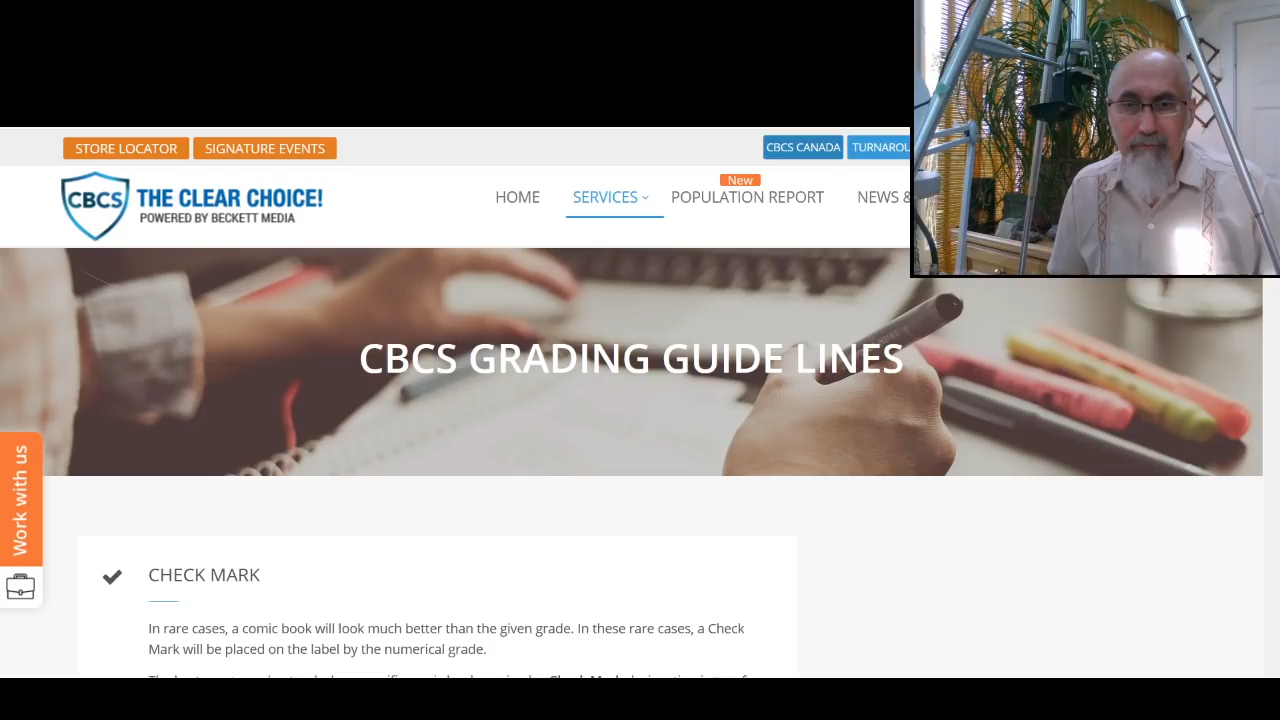 STORE LOCATOR
SIGNATURE EVENTS
CBCS CANADA
CBCS
THE CLEAR CHOICE!
POWERED BY BECKETT MEDIA
HOME
SERVICES
New
POPULATION REPORT
NEWS &
CBCS GRADING GUIDE LINES
Work with us
CHECK MARK
In rare cases, a comic book will look much better than the given grade. In these rare cases, a Check
Mark will be placed on the label by the numerical grade.